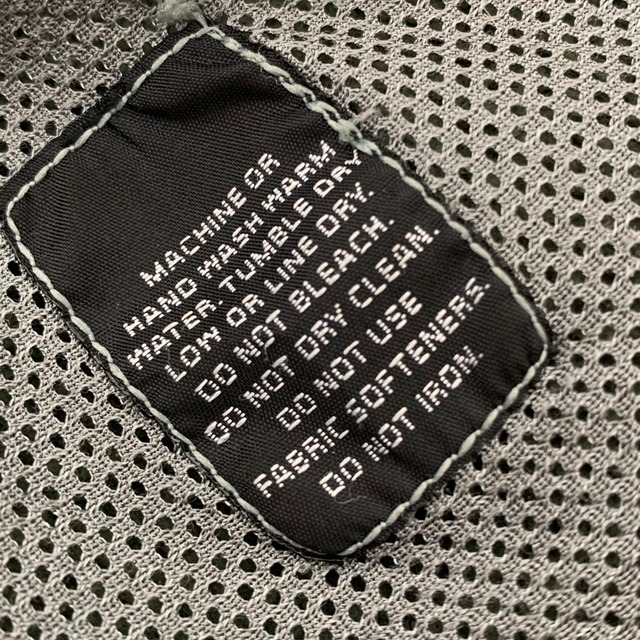 MACHINE OR
HAND WASH WARM
WATER. TUMBLE DRY
LOW OR LINE DRY.
DO NOT BLEACH.
DO NOT DRY CLEAN.
DO NOT USE
FABRIC SOFTENERS.
DO NOT IRON.